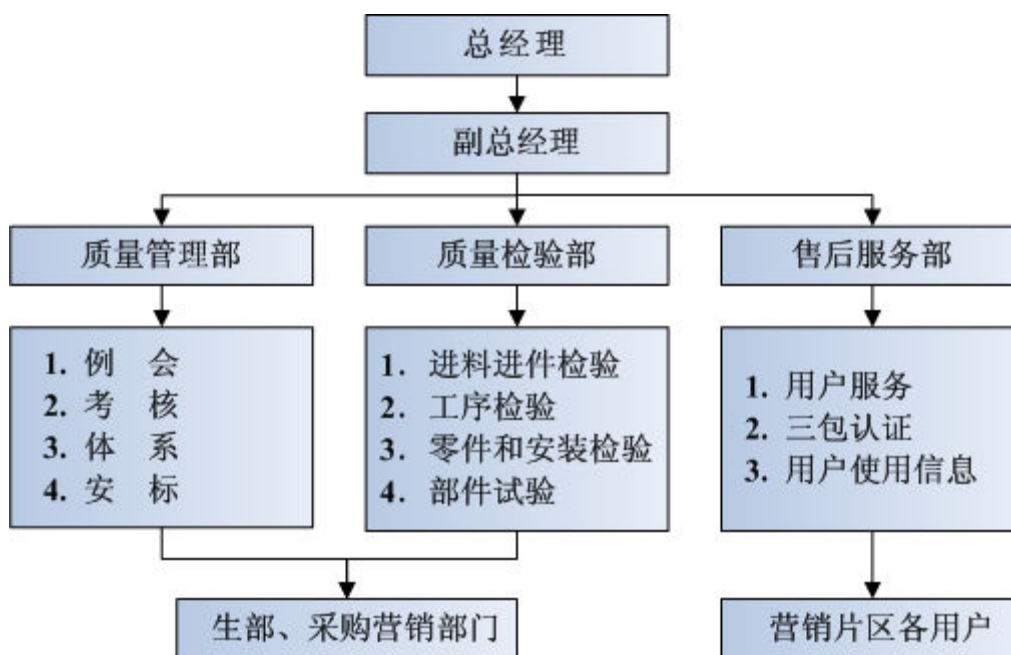 总经理
副总经理
质量管理部
质量检验部
售后服务部
1. 例 会
2. 考 核
3. 体 系
4. 安 标
1. 进料进件检验
2. 工序检验
3. 零件和安装检验
4. 部件试验
1. 用户服务
2. 三包认证
3. 用户使用信息
生部、采购营销部门
营销片区各用户